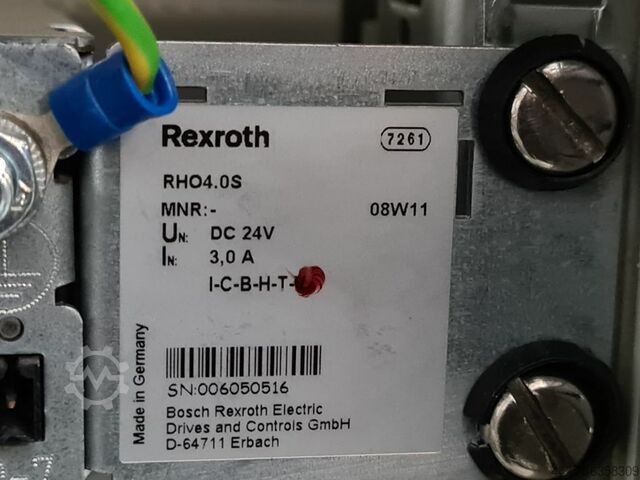 Rexroth
7261
RHO4.0S
MNR:-
08W11
UN: DC 24V
IN: 3,0 A
I-C-B-H-T-
Made in Germany
SN:006050516
Bosch Rexroth Electric
Drives and Controls GmbH
D-64711 Erbach